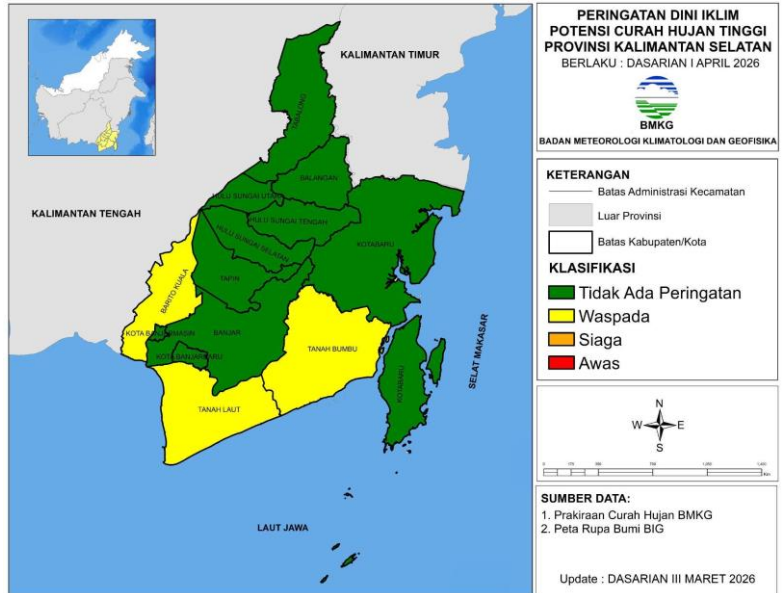 KALIMANTAN TIMUR
TABALONG
BALANGAN
HULU SUNGAI UTARA
HULU SUNGAI TENGAH
KALIMANTAN TENGAH
HULU SUNGAI SELATAN
KOTABARU
BARITO KUALA
TAPIN
KOTA BANJARMASIN
BANJAR
KOTA BANJARBARU
TANAH BUMBU
SELAT MAKASAR
TANAH LAUT
KOTABARU
LAUT JAWA
PERINGATAN DINI IKLIM
POTENSI CURAH HUJAN TINGGI
PROVINSI KALIMANTAN SELATAN
BERLAKU : DASARIAN I APRIL 2026
BMKG
BADAN METEOROLOGI KLIMATOLOGI DAN GEOFISIKA
KETERANGAN
Batas Administrasi Kecamatan
Luar Provinsi
Batas Kabupaten/Kota
KLASIFIKASI
Tidak Ada Peringatan
Waspada
Siaga
Awas
N
W E
S
SUMBER DATA:
1. Prakiraan Curah Hujan BMKG
2. Peta Rupa Bumi BIG
Update : DASARIAN III MARET 2026